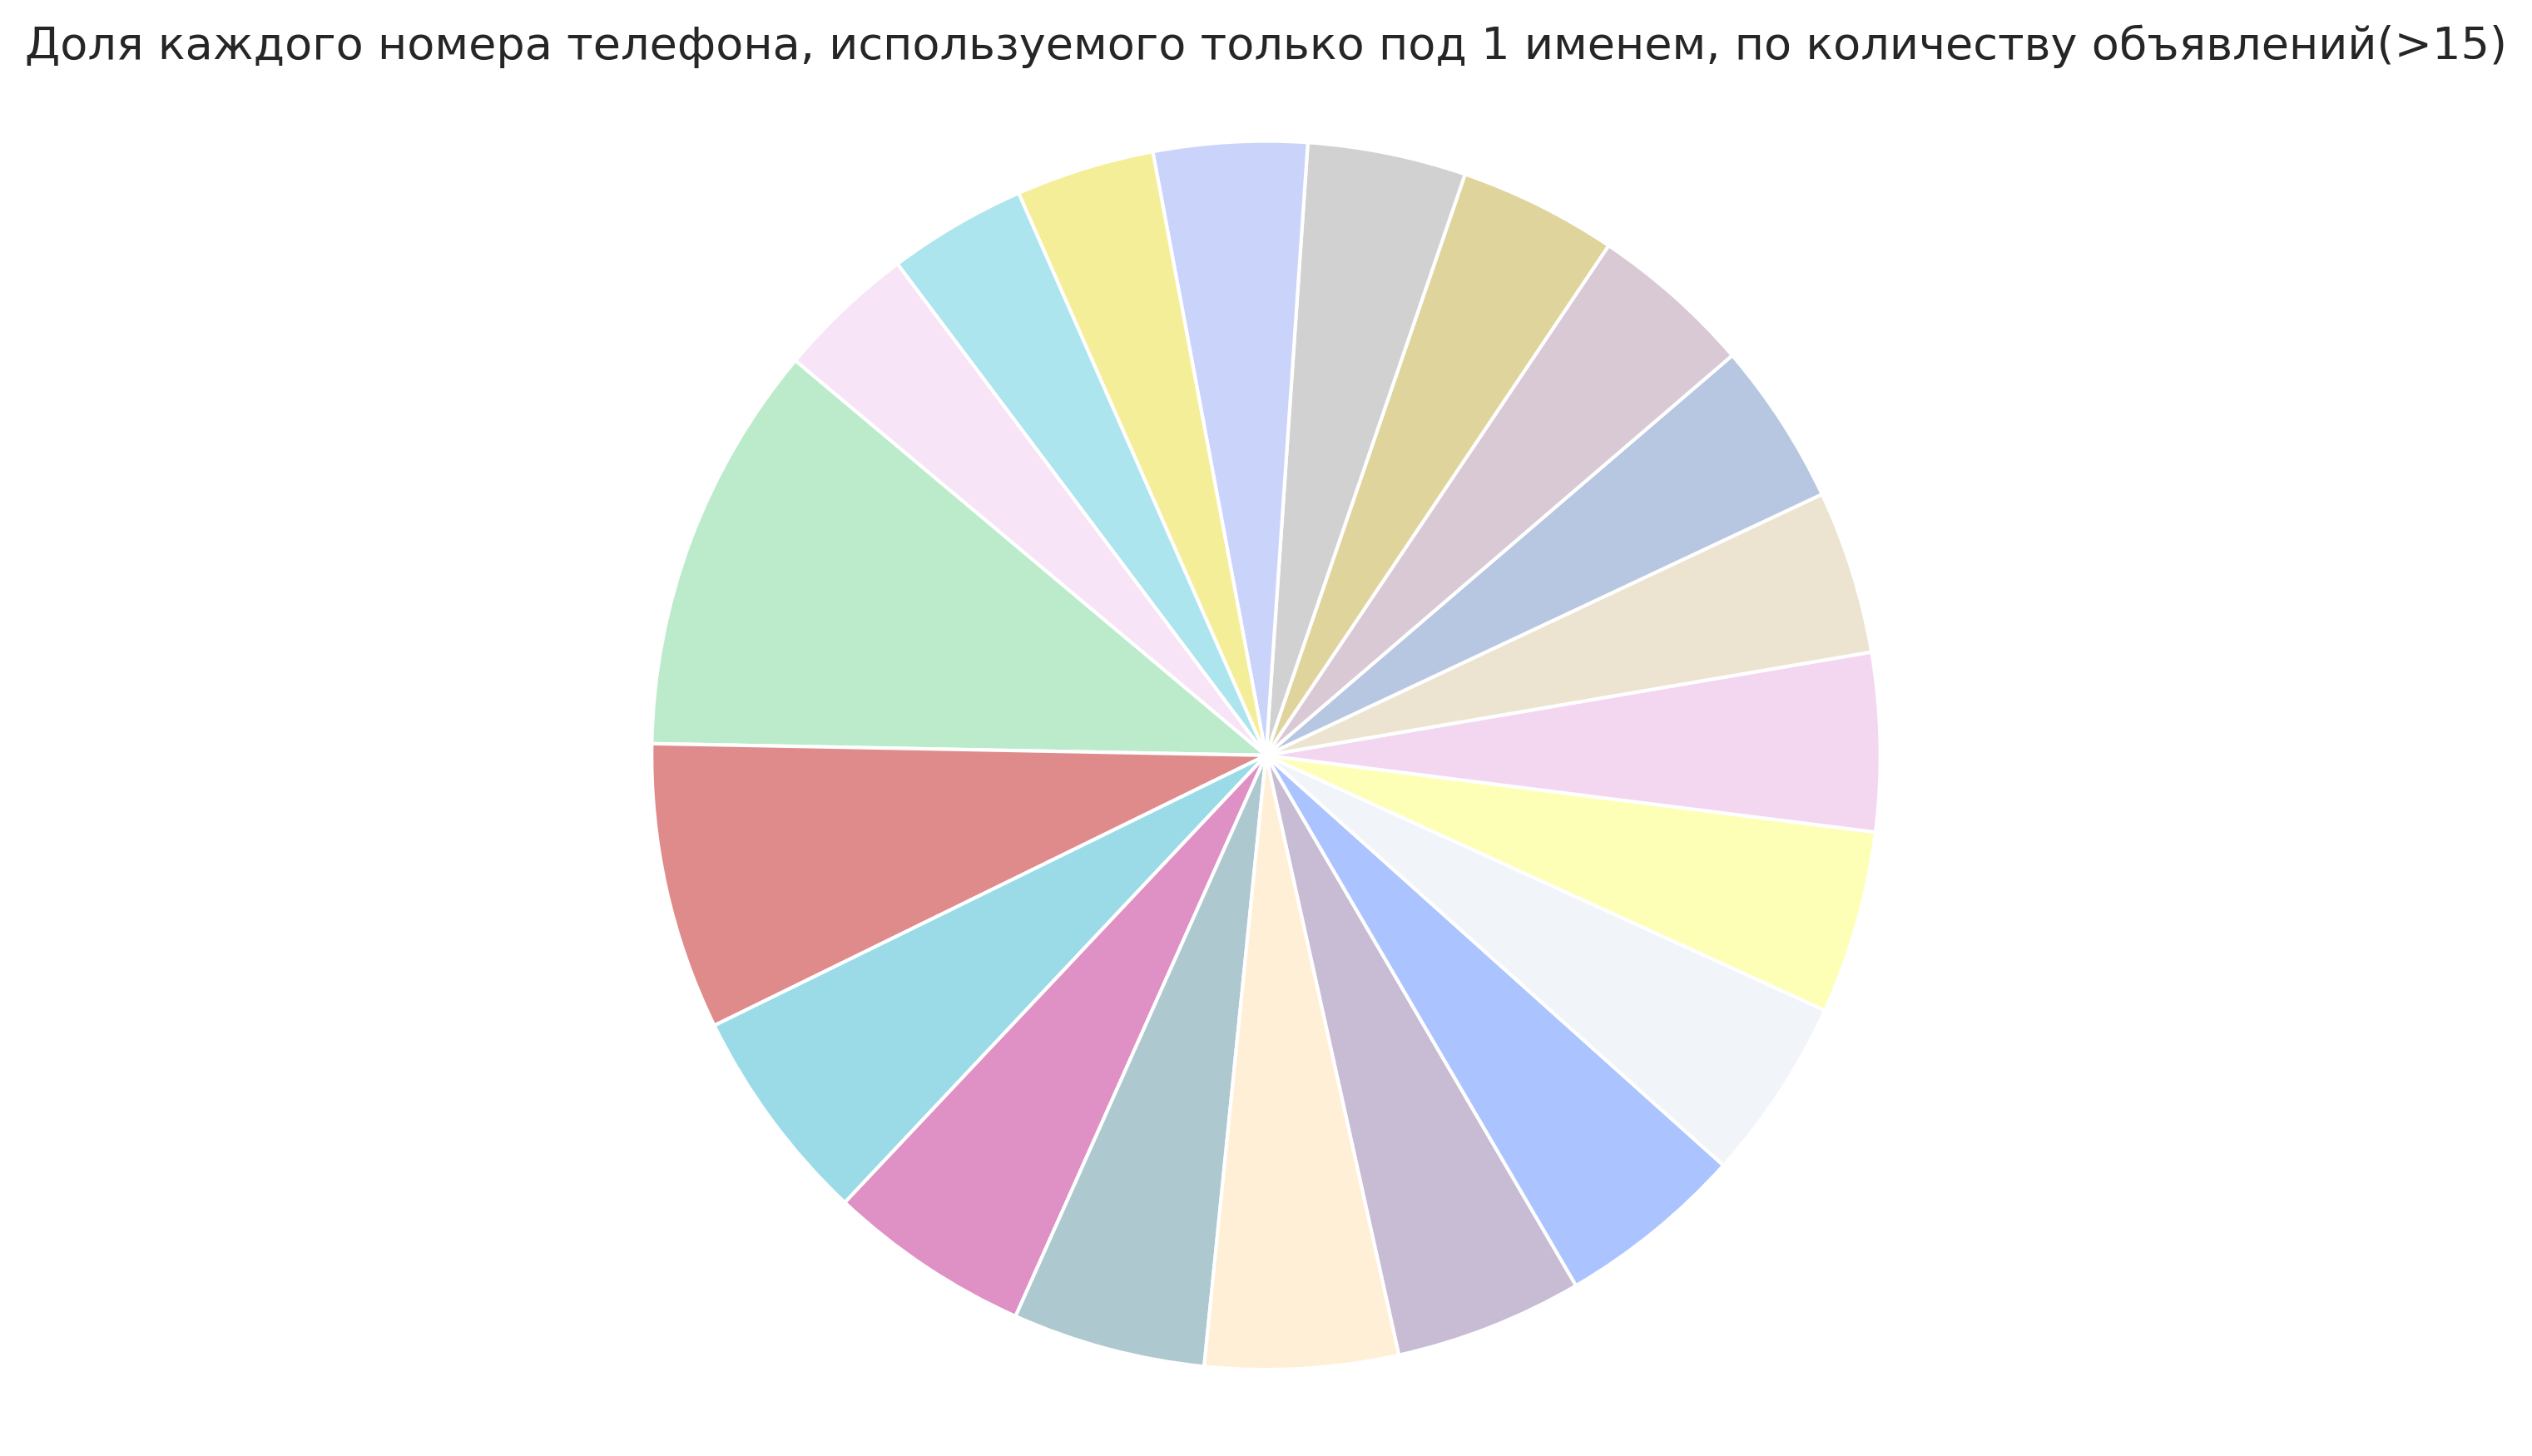 Доля каждого номера телефона, используемого только под 1 именем, по количеству объявлений(>15)